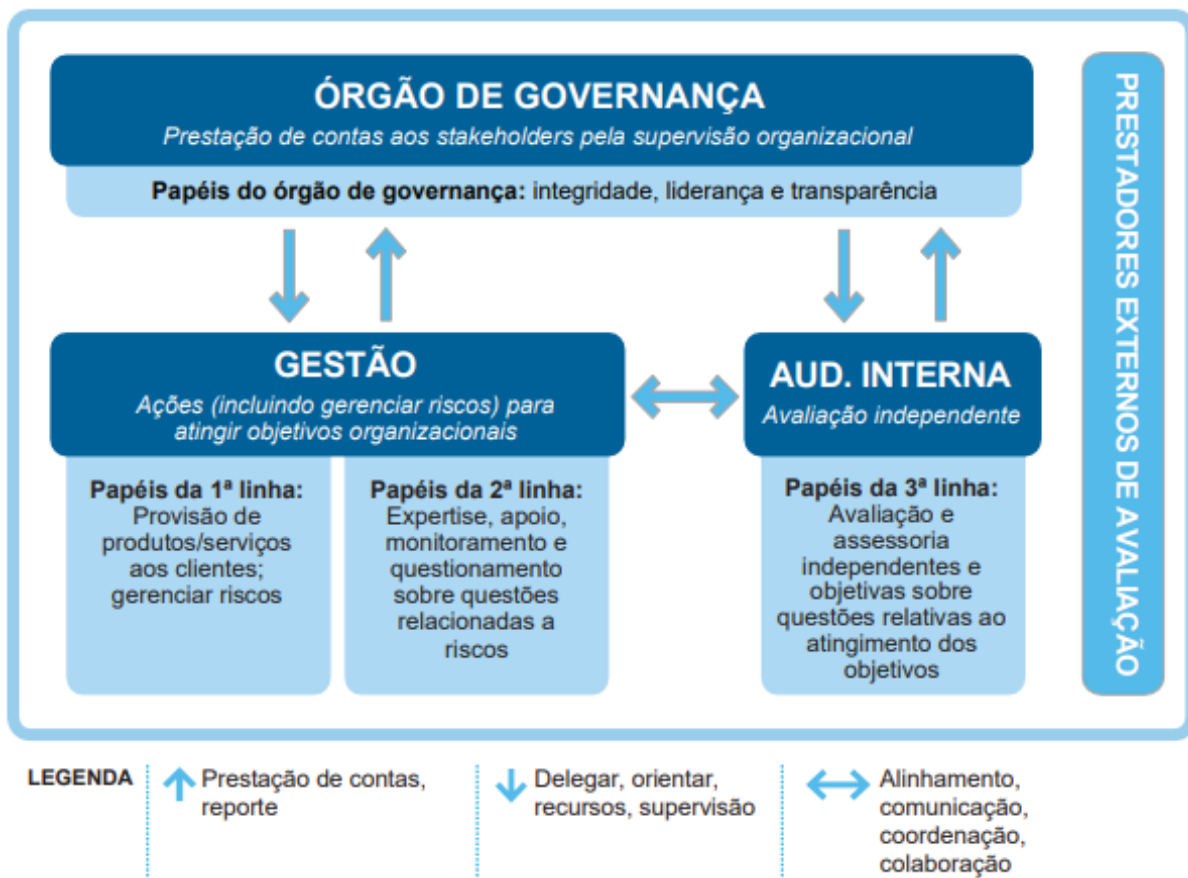 ÓRGÃO DE GOVERNANÇA
Prestação de contas aos stakeholders pela supervisão organizacional
Papéis do órgão de governança: integridade, liderança e transparência
GESTÃO
Ações (incluindo gerenciar riscos) para
atingir objetivos organizacionais
Papéis da 1ª linha:
Provisão de
produtos/serviços
aos clientes;
gerenciar riscos
Papéis da 2ª linha:
Expertise, apoio,
monitoramento e
questionamento
sobre questões
relacionadas a
riscos
AUD. INTERNA
Avaliação independente
Papéis da 3ª linha:
Avaliação e
assessoria
independentes e
objetivas sobre
questões relativas ao
atingimento dos
objetivos
PRESTADORES EXTERNOS DE AVALIAÇÃO
LEGENDA
Prestação de contas,
reporte
Delegar, orientar,
recursos, supervisão
Alinhamento,
comunicação,
coordenação,
colaboração